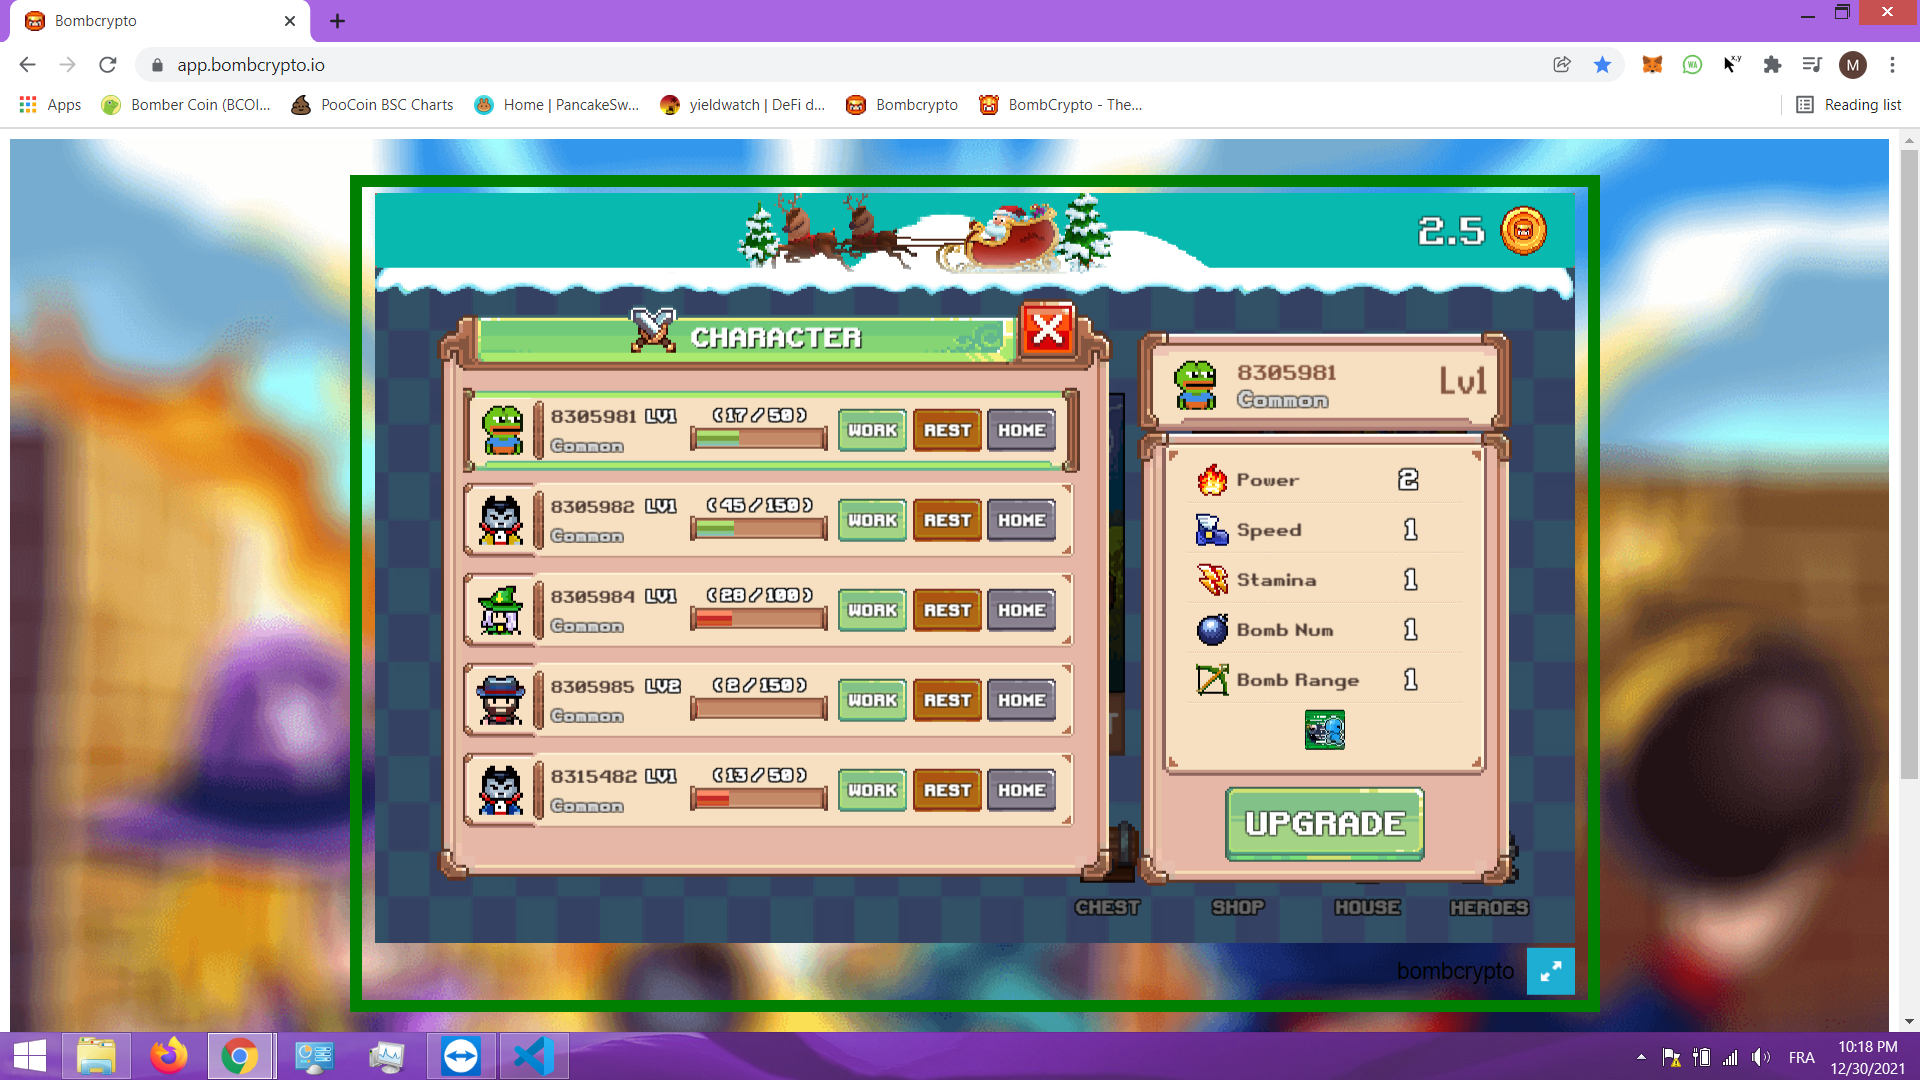 Bombcrypto
app.bombcrypto.io
M
Apps
Bomber Coin (BCOI...
PooCoin BSC Charts
Home | PancakeSw...
yieldwatch | DeFi d...
Bombcrypto
BombCrypto - The...
Reading list
2.5
CHARACTER
8305981 LV1 (17/50)
Common
WORK REST HOME
8305982 LV1 (45/150)
Common
WORK REST HOME
8305984 LV1 (28/100)
Common
WORK REST HOME
8305985 LV2 (2/150)
Common
WORK REST HOME
8315482 LV1 (13/50)
Common
WORK REST HOME
8305981
Common
Lv1
Power 2
Speed 1
Stamina 1
Bomb Num 1
Bomb Range 1
UPGRADE
CHEST SHOP HOUSE HEROES
bombcrypto
FRA
10:18 PM
12/30/2021